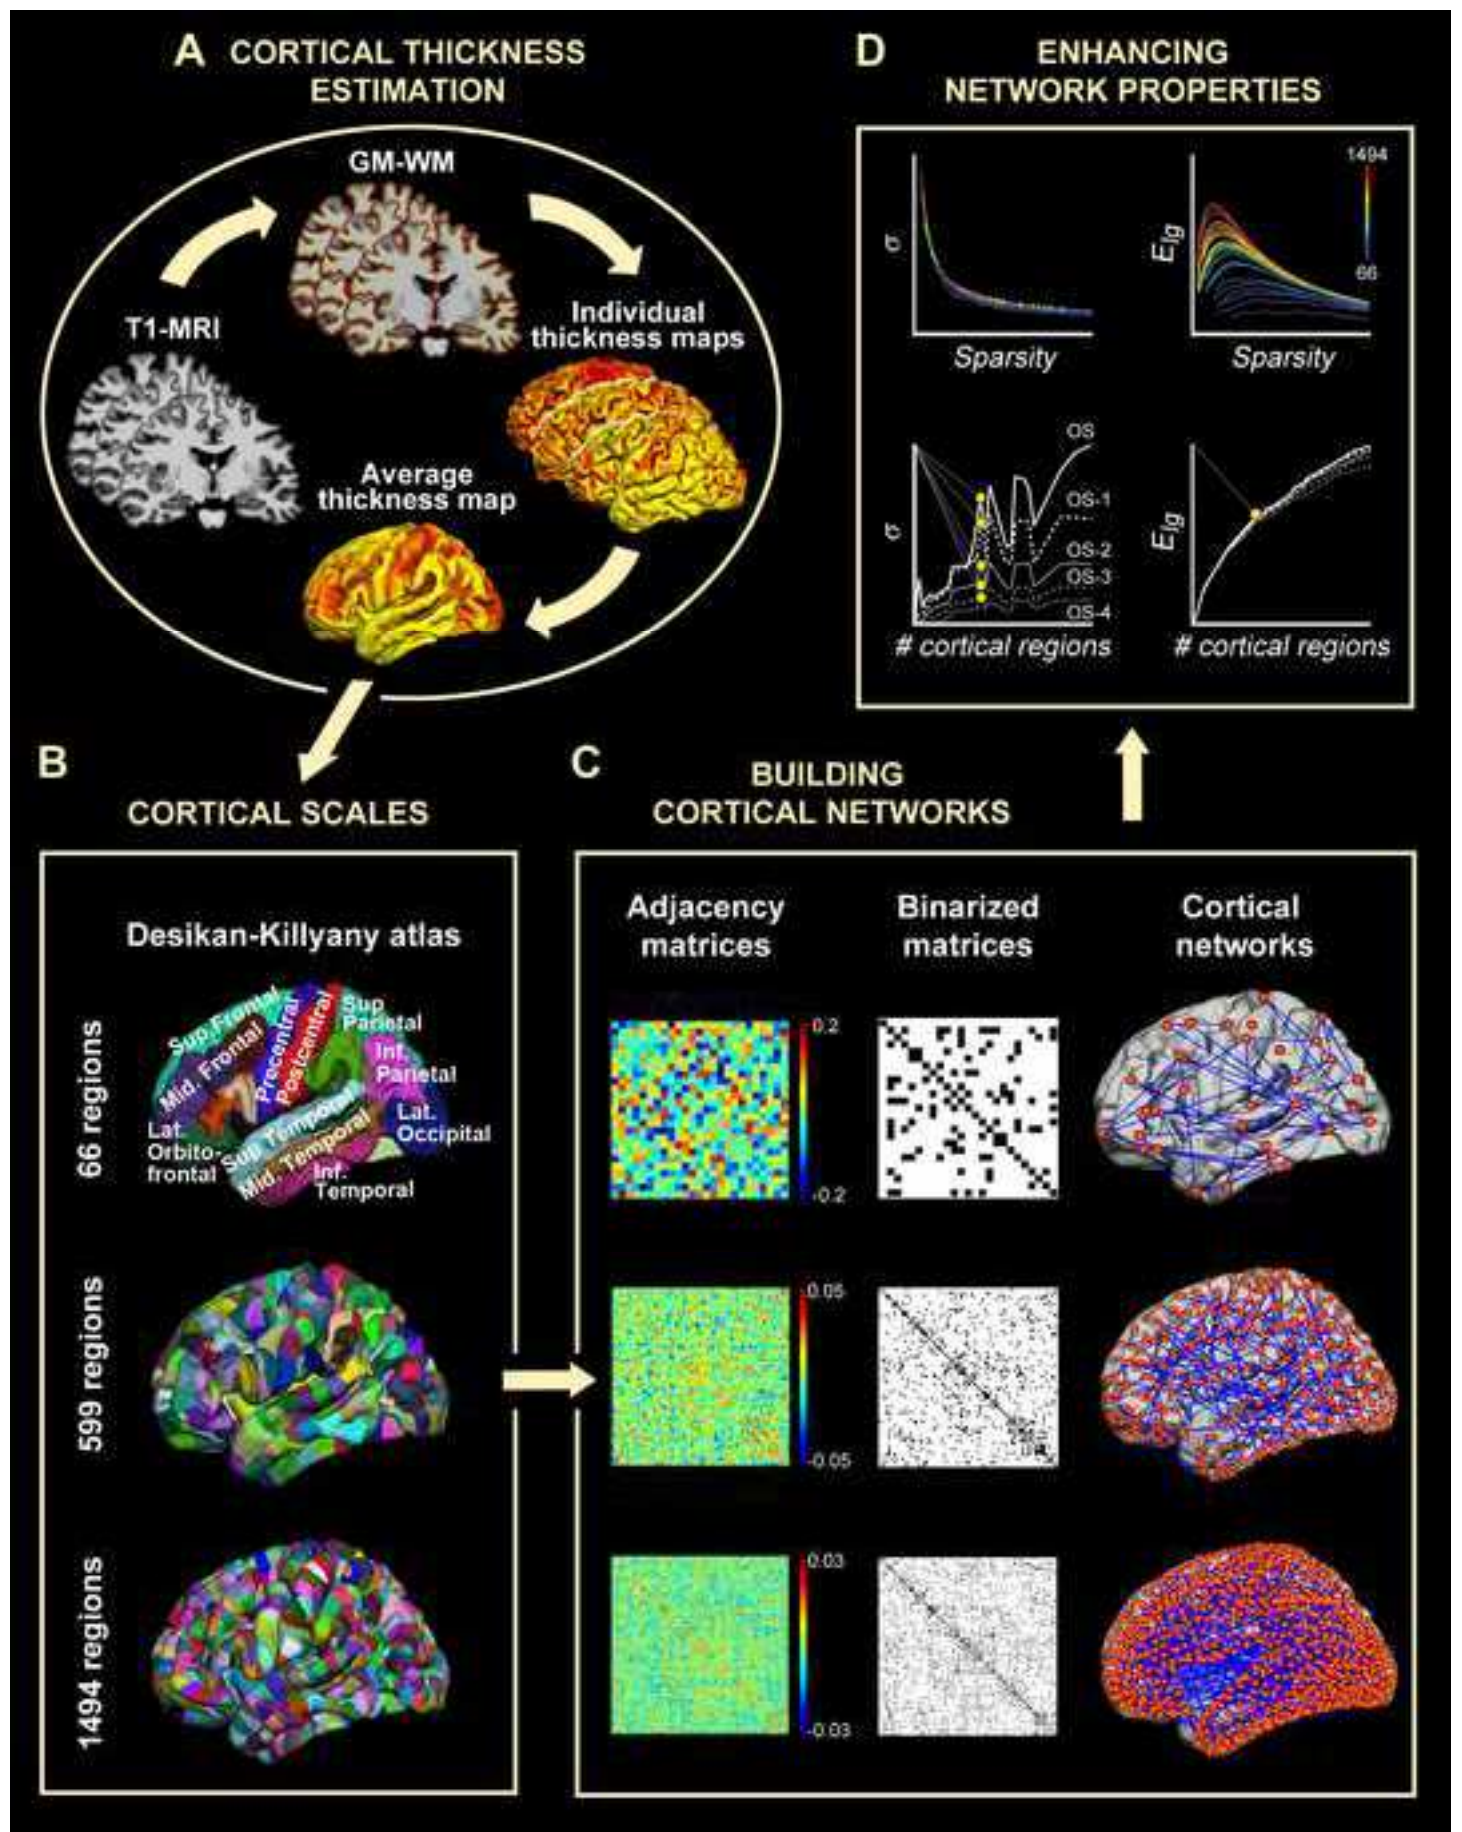 A CORTICAL THICKNESS
ESTIMATION
GM-WM
T1-MRI
Individual
thickness maps
Average
thickness map
D ENHANCING
NETWORK PROPERTIES
σ
Sparsity
Elg
Sparsity
1494
66
σ
# cortical regions
OS
OS-1
OS-2
OS-3
OS-4
Elg
# cortical regions
B
CORTICAL SCALES
Desikan-Killyany atlas
66 regions
Sup.Frontal
Mid. Frontal
Precentral
Postcentral
Sup
Parietal
Inf.
Parietal
Lat.
Occipital
Lat.
Orbito-
frontal
Sup Temporal
Mid. Temporal
Inf.
Temporal
599 regions
1494 regions
C BUILDING
CORTICAL NETWORKS
Adjacency
matrices
Binarized
matrices
Cortical
networks
0.2
-0.2
0.05
-0.05
0.03
-0.03